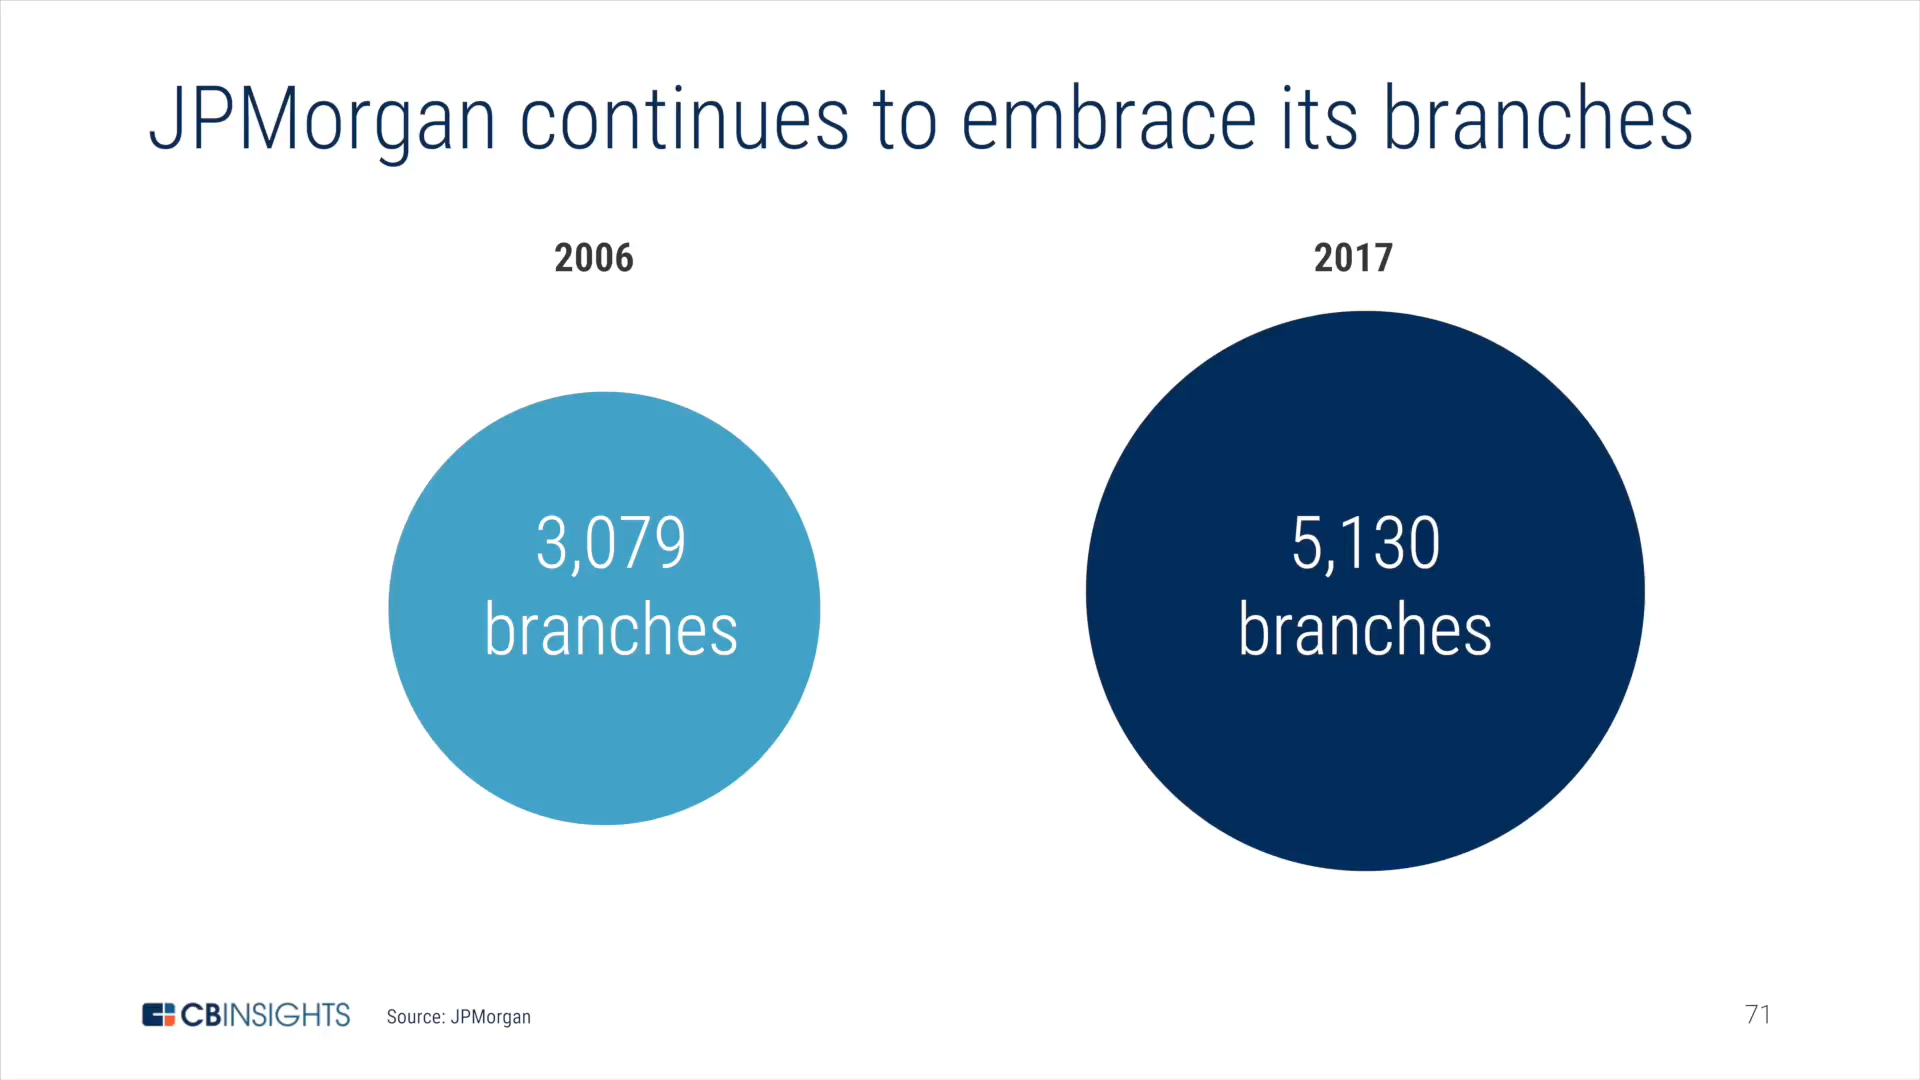 JPMorgan continues to embrace its branches
2006
2017
3,079
branches
5,130
branches
CBINSIGHTS
Source: JPMorgan
71